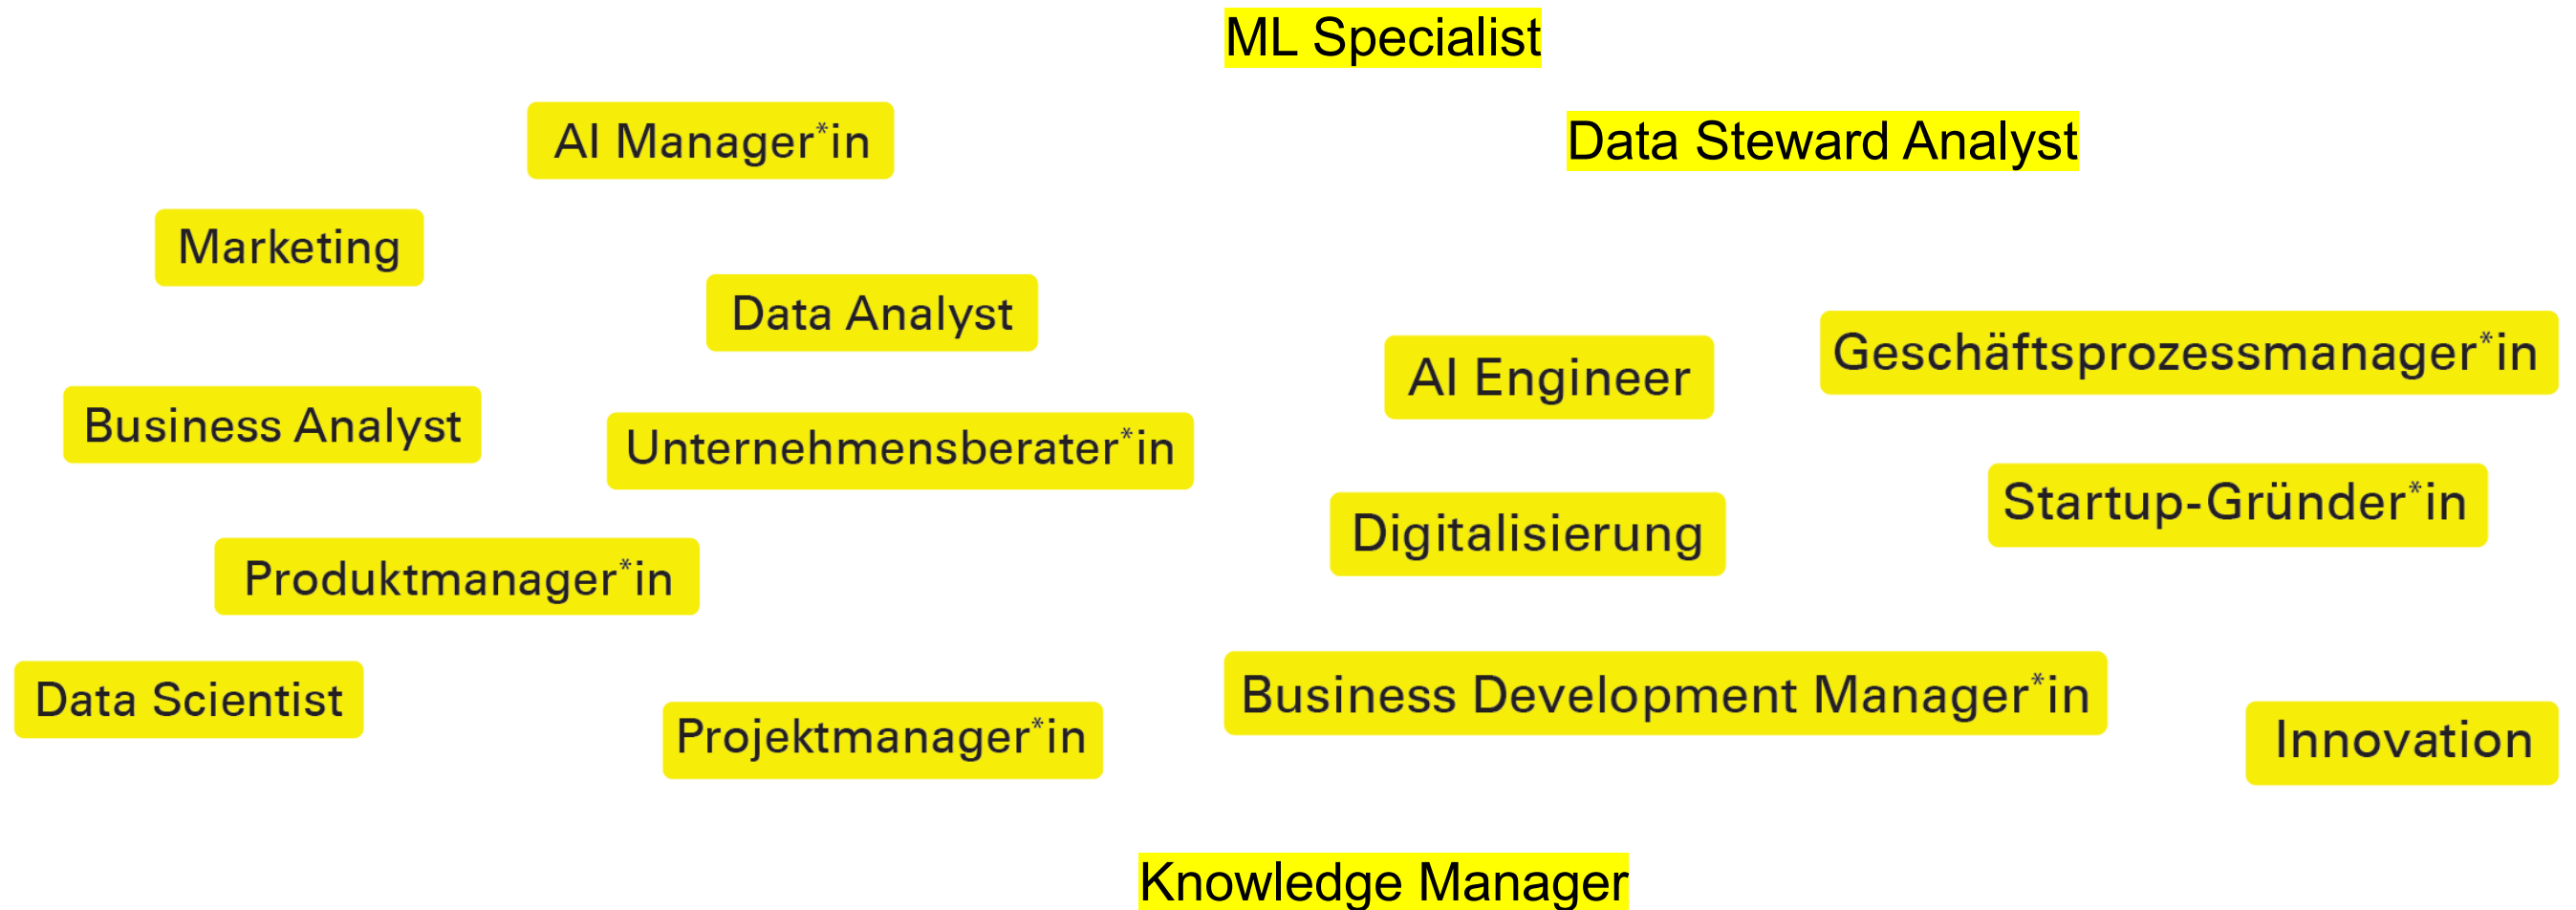 ML Specialist
AI Manager*in
Data Steward Analyst
Marketing
Data Analyst
Geschäftsprozessmanager*in
AI Engineer
Business Analyst
Unternehmensberater*in
Startup-Gründer*in
Digitalisierung
Produktmanager*in
Data Scientist
Business Development Manager*in
Projektmanager*in
Innovation
Knowledge Manager